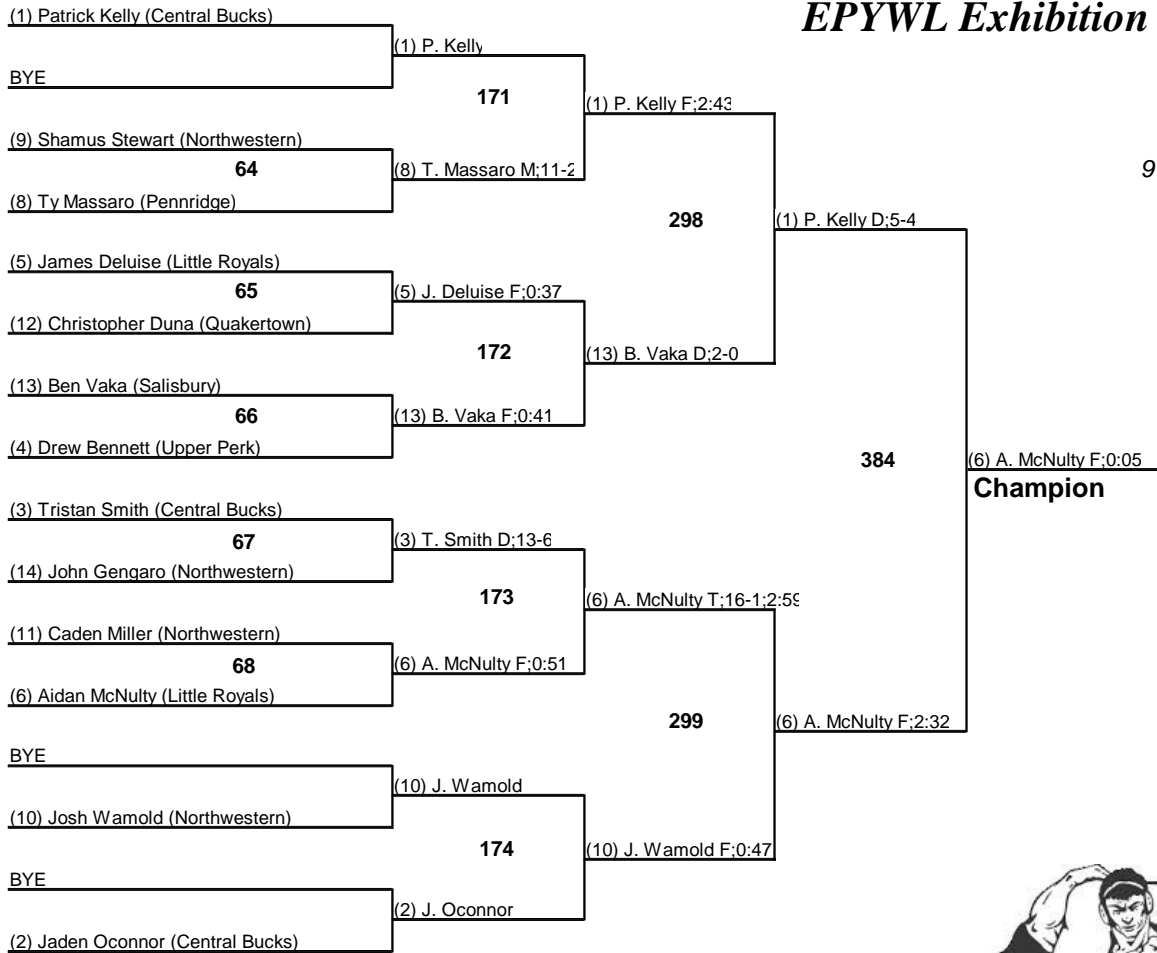 EPYWL Exhibition
9
(1) Patrick Kelly (Central Bucks)
BYE
(9) Shamus Stewart (Northwestern)
64
(8) Ty Massaro (Pennridge)
(5) James Deluise (Little Royals)
65
(12) Christopher Duna (Quakertown)
(13) Ben Vaka (Salisbury)
66
(4) Drew Bennett (Upper Perk)
(3) Tristan Smith (Central Bucks)
67
(14) John Gengaro (Northwestern)
(11) Caden Miller (Northwestern)
68
(6) Aidan McNulty (Little Royals)
BYE
(10) Josh Wamold (Northwestern)
BYE
(2) Jaden Oconnor (Central Bucks)
(1) P. Kelly
171
(8) T. Massaro M;11-2
(5) J. Deluise F;0:37
172
(13) B. Vaka F;0:41
(3) T. Smith D;13-6
173
(6) A. McNulty F;0:51
(10) J. Wamold
174
(2) J. Oconnor
(1) P. Kelly F;2:43
298
(13) B. Vaka D;2-0
(6) A. McNulty T;16-1;2:59
299
(10) J. Wamold F;0:47
(1) P. Kelly D;5-4
384
(6) A. McNulty F;2:32
(6) A. McNulty F;0:05
Champion